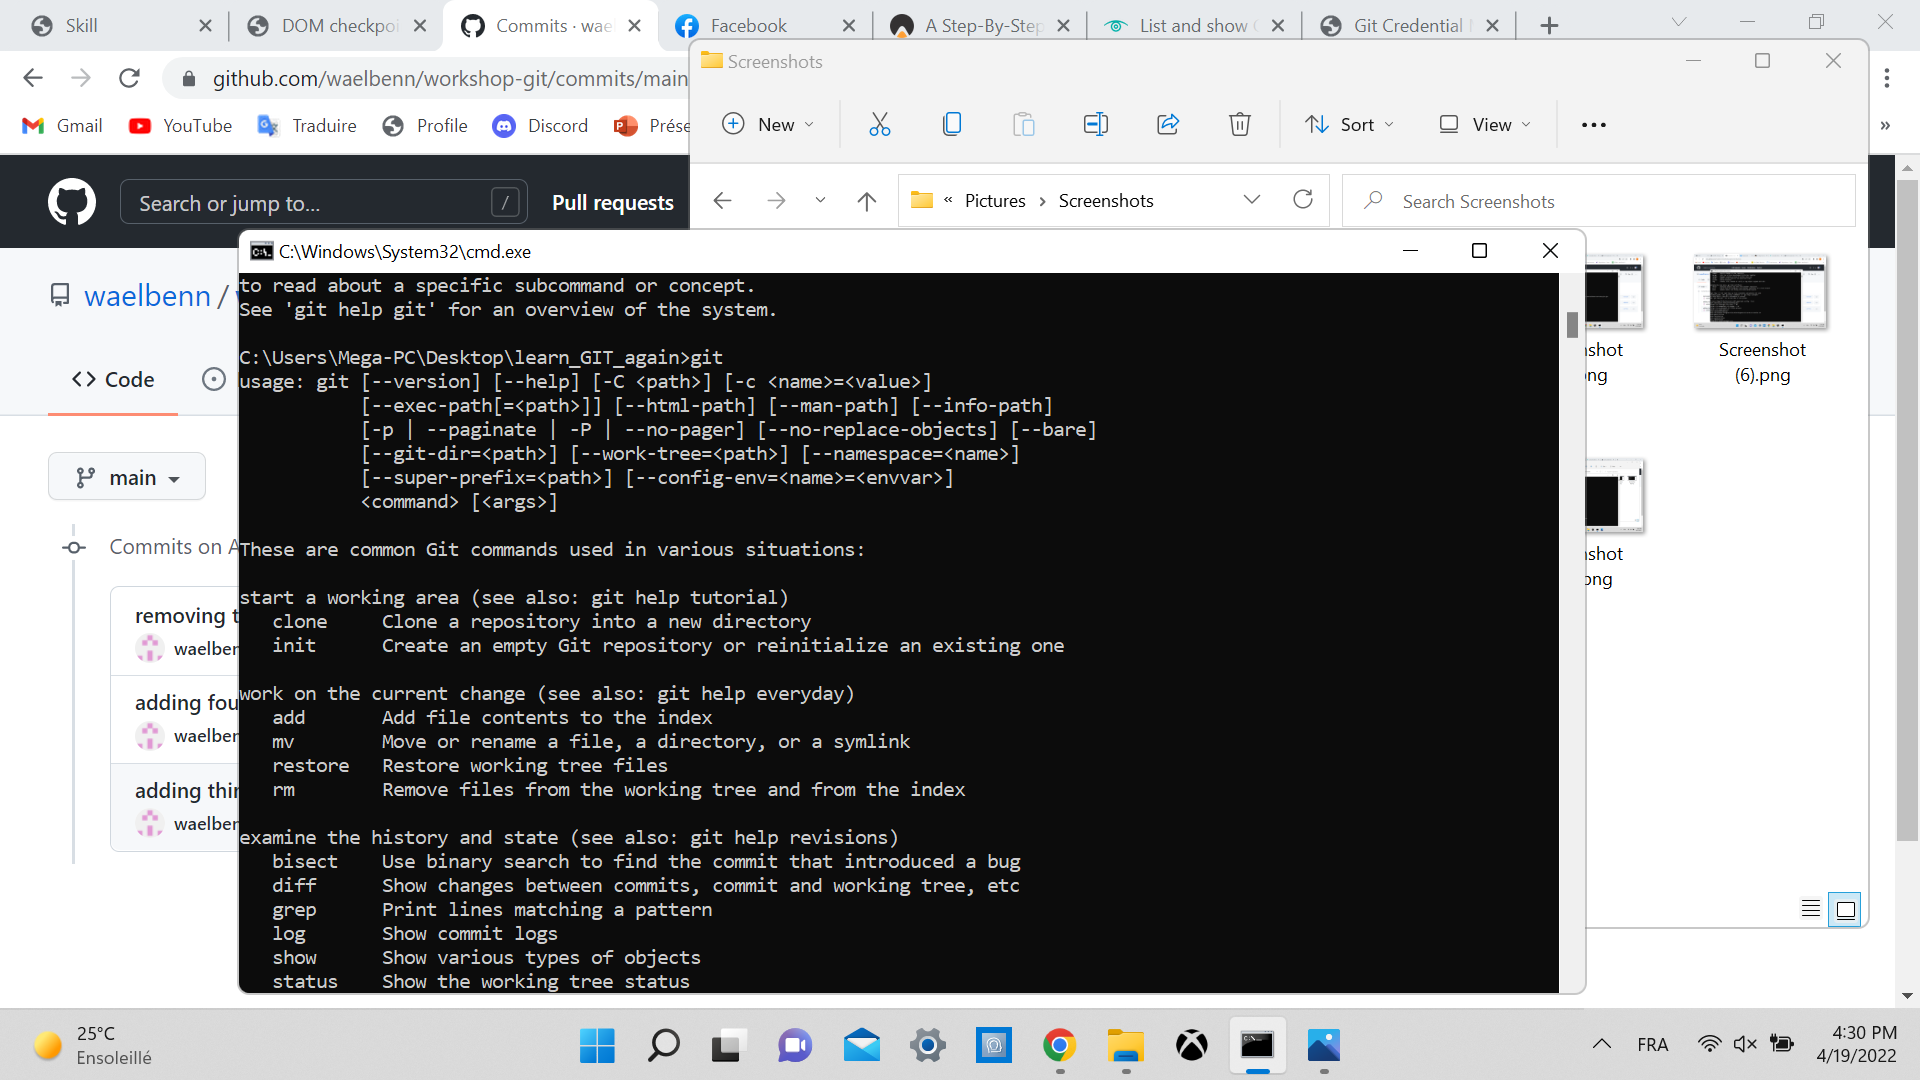 Skill
DOM checkpoi
Commits · wae
Facebook
A Step-By-Step
List and show
Git Credential
github.com/waelbenn/workshop-git/commits/main
Gmail
YouTube
Traduire
Profile
Discord
Prése
»
Search or jump to...
/
Pull requests
waelbenn /
Code
main
Commits on A
removing t
waelben
adding fou
waelben
adding thir
waelben
Screenshots
New
Sort
View
« Pictures › Screenshots
Search Screenshots
shot
ng
Screenshot
(6).png
shot
png
C:\Windows\System32\cmd.exe
to read about a specific subcommand or concept.
See 'git help git' for an overview of the system.
C:\Users\Mega-PC\Desktop\learn_GIT_again>git
usage: git [--version] [--help] [-C <path>] [-c <name>=<value>]
[--exec-path[=<path>]] [--html-path] [--man-path] [--info-path]
[-p | --paginate | -P | --no-pager] [--no-replace-objects] [--bare]
[--git-dir=<path>] [--work-tree=<path>] [--namespace=<name>]
[--super-prefix=<path>] [--config-env=<name>=<envvar>]
<command> [<args>]
These are common Git commands used in various situations:
start a working area (see also: git help tutorial)
clone Clone a repository into a new directory
init Create an empty Git repository or reinitialize an existing one
work on the current change (see also: git help everyday)
add Add file contents to the index
mv Move or rename a file, a directory, or a symlink
restore Restore working tree files
rm Remove files from the working tree and from the index
examine the history and state (see also: git help revisions)
bisect Use binary search to find the commit that introduced a bug
diff Show changes between commits, commit and working tree, etc
grep Print lines matching a pattern
log Show commit logs
show Show various types of objects
status Show the working tree status
25°C
Ensoleillé
FRA
4:30 PM
4/19/2022